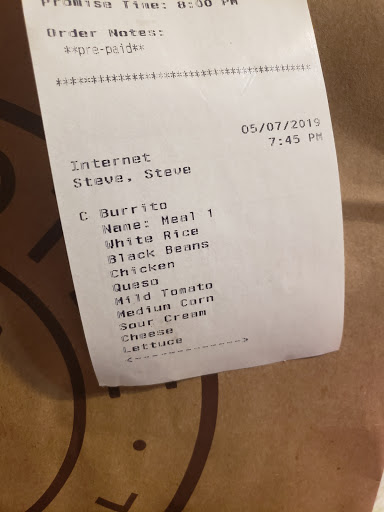 Promise Time: 8:00 PM
Order Notes:
**pre-paid**
****************************************
05/07/2019
7:45 PM
Internet
Steve, Steve
C Burrito
Name: Meal 1
White Rice
Black Beans
Chicken
Queso
Mild Tomato
Medium Corn
Sour Cream
Cheese
Lettuce
<-------------->